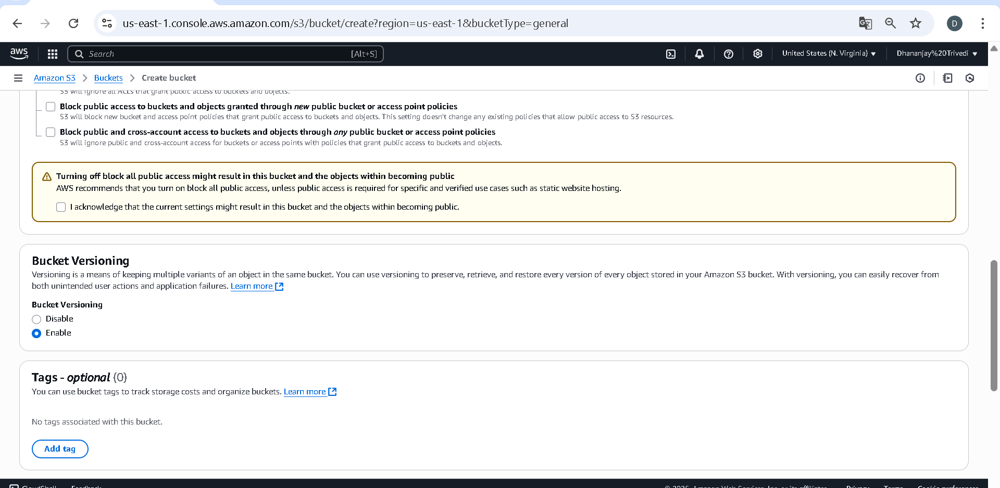 us-east-1.console.aws.amazon.com/s3/bucket/create?region=us-east-1&bucketType=general
D
aws
Search
[Alt+S]
United States (N. Virginia)
Dhananjay%20Trivedi
Amazon S3
Buckets
Create bucket
S3 will ignore all ACLs that grant public access to buckets and objects.
Block public access to buckets and objects granted through new public bucket or access point policies
S3 will block new bucket and access point policies that grant public access to buckets and objects. This setting doesn't change any existing policies that allow public access to S3 resources.
Block public and cross-account access to buckets and objects through any public bucket or access point policies
S3 will ignore public and cross-account access for buckets or access points with policies that grant public access to buckets and objects.
Turning off block all public access might result in this bucket and the objects within becoming public
AWS recommends that you turn on block all public access, unless public access is required for specific and verified use cases such as static website hosting.
I acknowledge that the current settings might result in this bucket and the objects within becoming public.
Bucket Versioning
Versioning is a means of keeping multiple variants of an object in the same bucket. You can use versioning to preserve, retrieve, and restore every version of every object stored in your Amazon S3 bucket. With versioning, you can easily recover from
both unintended user actions and application failures. Learn more
Bucket Versioning
Disable
Enable
Tags - optional (0)
You can use bucket tags to track storage costs and organize buckets. Learn more
No tags associated with this bucket.
Add tag
CloudShell
Feedback
© 2025, Amazon Web Services, Inc. or its affiliates.
Privacy
Terms
Cookie preferences